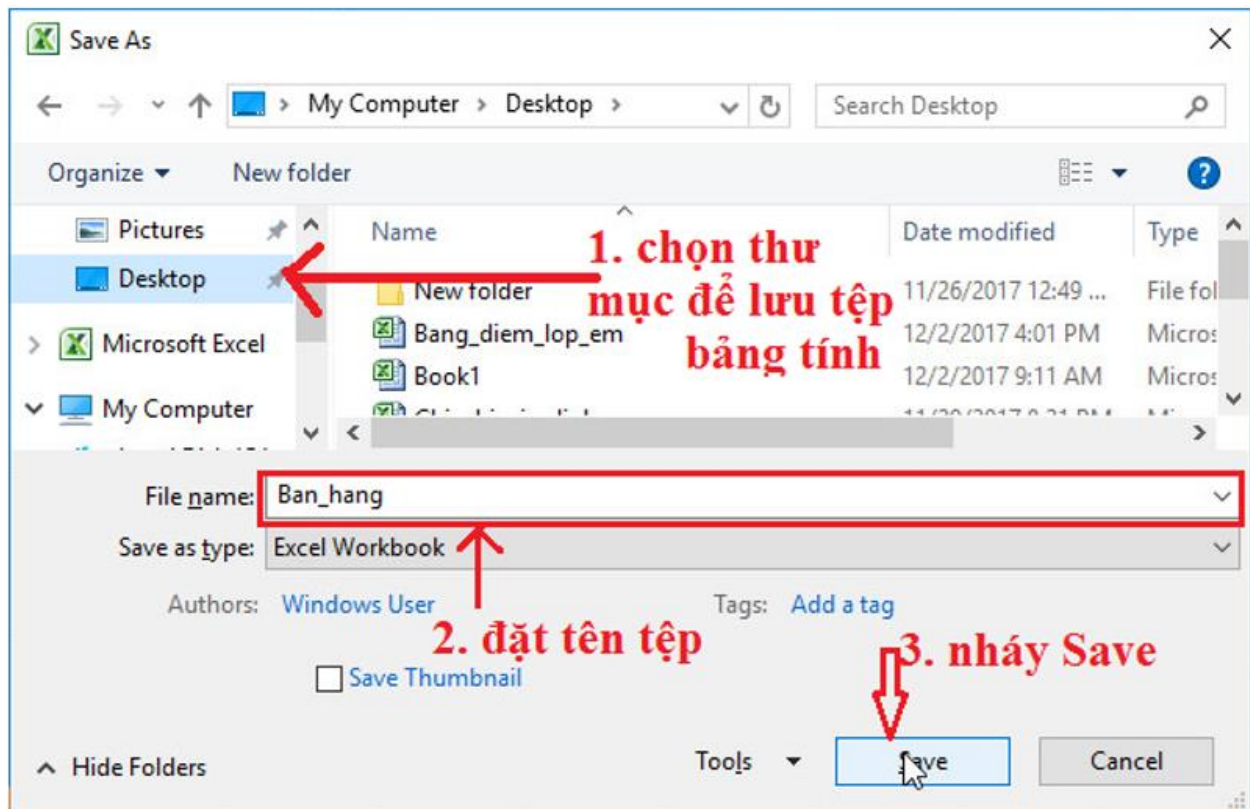 Save As
My Computer > Desktop >
Search Desktop
Organize
New folder
Pictures
Desktop
Microsoft Excel
My Computer
Name
Date modified
Type
New folder
11/26/2017 12:49 ...
File fol
Bang_diem_lop_em
12/2/2017 4:01 PM
Micros
Book1
12/2/2017 9:11 AM
Micros
1. chọn thư
mục để lưu tệp
bảng tính
File name:
Ban_hang
Save as type:
Excel Workbook
Authors:
Windows User
Tags:
Add a tag
2. đặt tên tệp
3. nháy Save
Save Thumbnail
Hide Folders
Tools
Save
Cancel